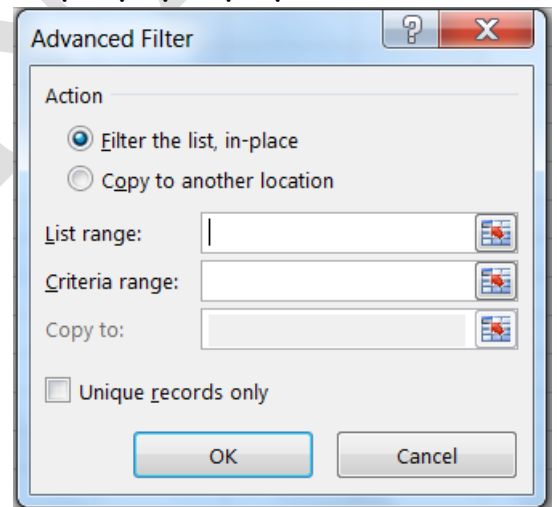 Advanced Filter
Action
Filter the list, in-place
Copy to another location
List range:
Criteria range:
Copy to:
Unique records only
OK Cancel